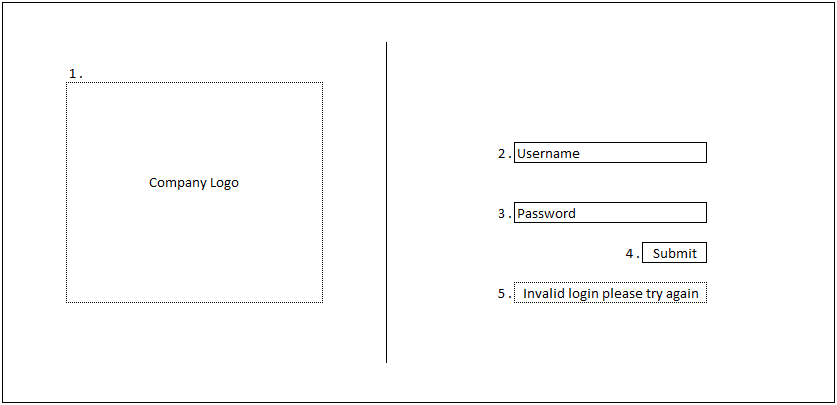 1.
Company Logo
2. Username
3. Password
4. Submit
5. Invalid login please try again